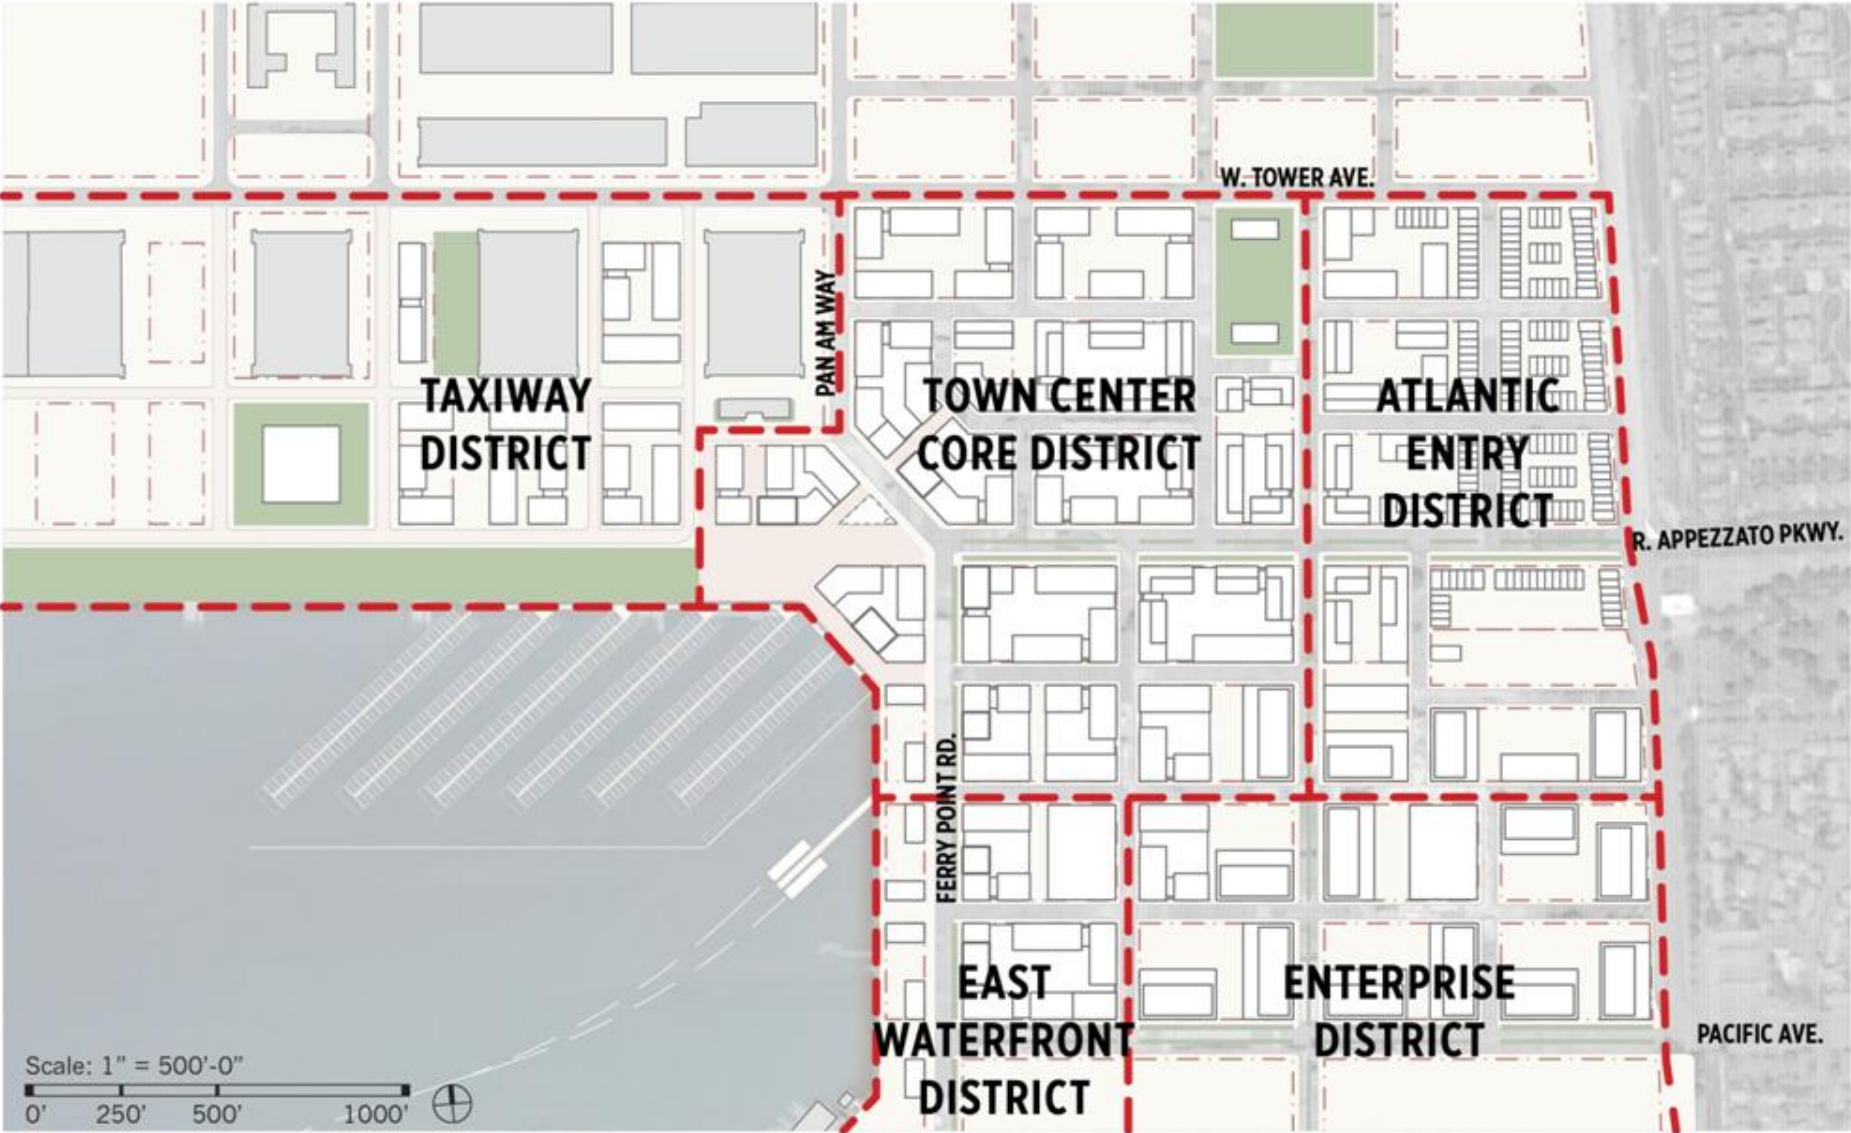 W. TOWER AVE.
PAN AM WAY
TAXIWAY
DISTRICT
TOWN CENTER
CORE DISTRICT
ATLANTIC
ENTRY
DISTRICT
R. APPEZZATO PKWY.
FERRY POINT RD.
EAST
WATERFRONT
DISTRICT
ENTERPRISE
DISTRICT
PACIFIC AVE.
Scale: 1” = 500’-0”
0’ 250’ 500’ 1000’